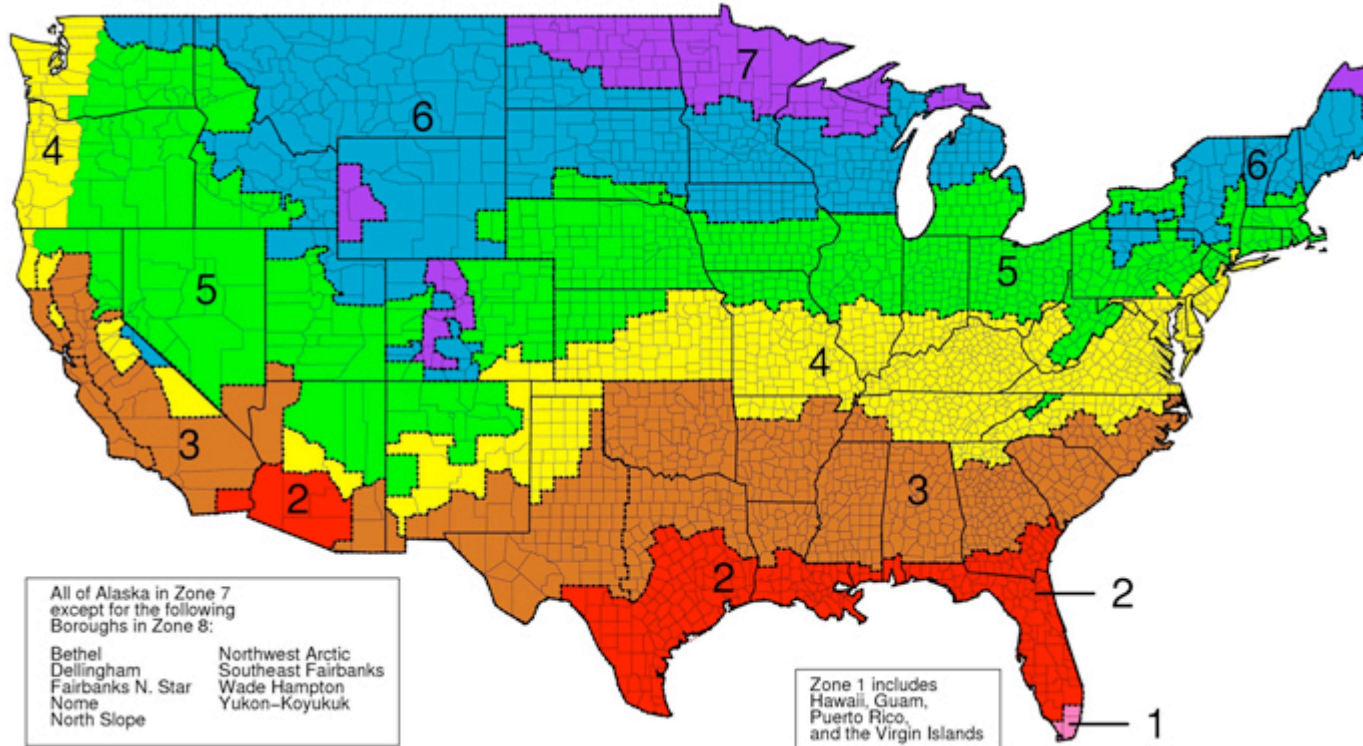 7
6
4
6
5
5
4
3
2
3
2
2
1
All of Alaska in Zone 7
except for the following
Boroughs in Zone 8:
Bethel Northwest Arctic
Dellingham Southeast Fairbanks
Fairbanks N. Star Wade Hampton
Nome Yukon–Koyukuk
North Slope
Zone 1 includes
Hawaii, Guam,
Puerto Rico,
and the Virgin Islands